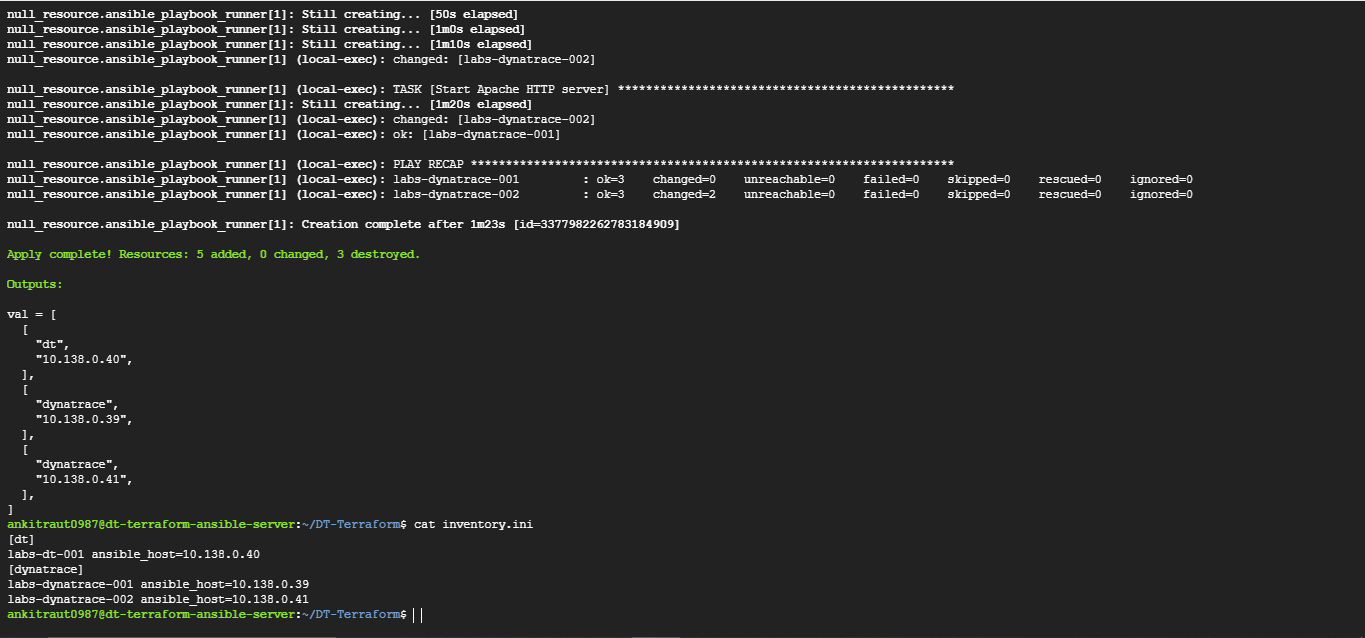 null_resource.ansible_playbook_runner[1]: Still creating... [50s elapsed]
null_resource.ansible_playbook_runner[1]: Still creating... [1m0s elapsed]
null_resource.ansible_playbook_runner[1]: Still creating... [1m10s elapsed]
null_resource.ansible_playbook_runner[1] (local-exec): changed: [labs-dynatrace-002]
null_resource.ansible_playbook_runner[1] (local-exec): TASK [Start Apache HTTP server] ************************************************
null_resource.ansible_playbook_runner[1]: Still creating... [1m20s elapsed]
null_resource.ansible_playbook_runner[1] (local-exec): changed: [labs-dynatrace-002]
null_resource.ansible_playbook_runner[1] (local-exec): ok: [labs-dynatrace-001]
null_resource.ansible_playbook_runner[1] (local-exec): PLAY RECAP *********************************************************************
null_resource.ansible_playbook_runner[1] (local-exec): labs-dynatrace-001         : ok=3    changed=0    unreachable=0    failed=0    skipped=0    rescued=0    ignored=0
null_resource.ansible_playbook_runner[1] (local-exec): labs-dynatrace-002         : ok=3    changed=2    unreachable=0    failed=0    skipped=0    rescued=0    ignored=0
null_resource.ansible_playbook_runner[1]: Creation complete after 1m23s [id=3377982262783184909]
Apply complete! Resources: 5 added, 0 changed, 3 destroyed.
Outputs:
val = [
  [
    "dt",
    "10.138.0.40",
  ],
  [
    "dynatrace",
    "10.138.0.39",
  ],
  [
    "dynatrace",
    "10.138.0.41",
  ],
]
ankitraut0987@dt-terraform-ansible-server:~/DT-Terraform$ cat inventory.ini
[dt]
labs-dt-001 ansible_host=10.138.0.40
[dynatrace]
labs-dynatrace-001 ansible_host=10.138.0.39
labs-dynatrace-002 ansible_host=10.138.0.41
ankitraut0987@dt-terraform-ansible-server:~/DT-Terraform$